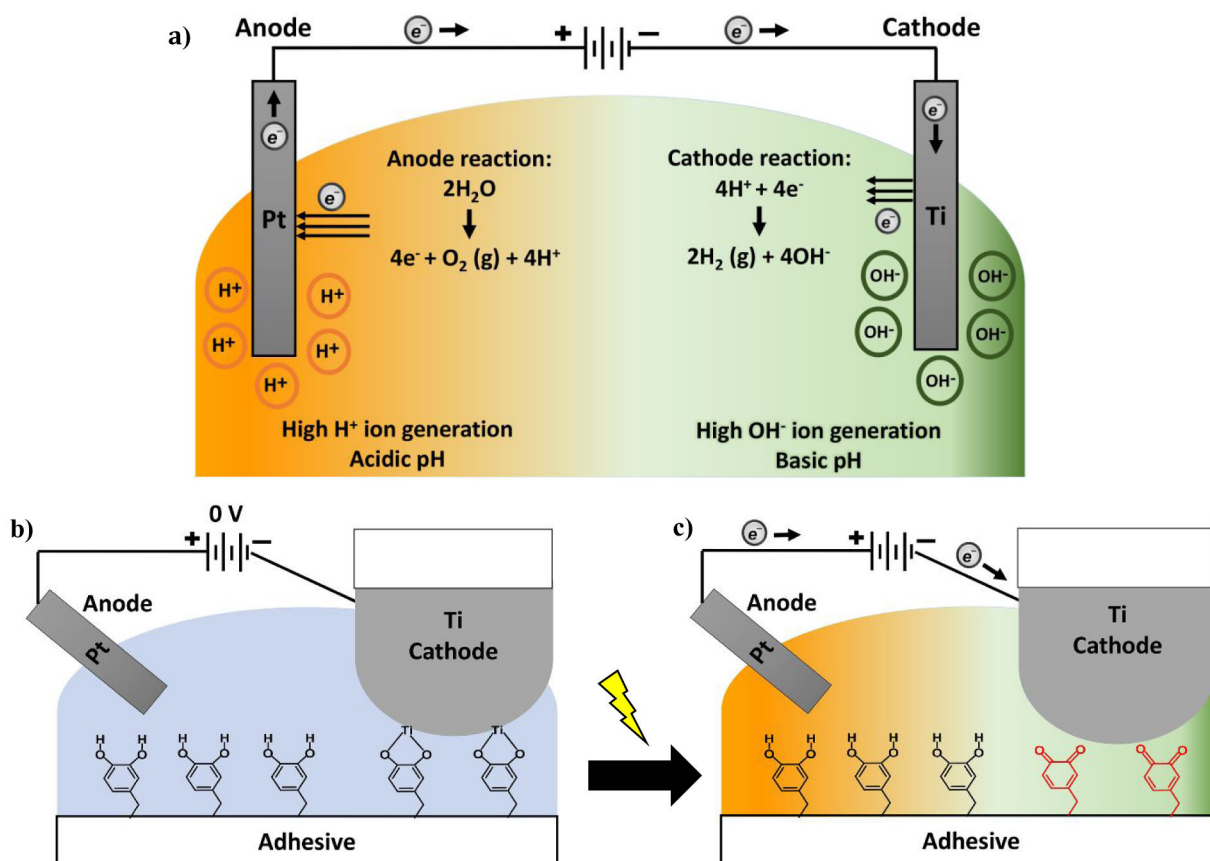 a)
Anode
e⁻
+
−
e⁻
Cathode
e⁻
e⁻
Anode reaction:
2H₂O
4e⁻ + O₂ (g) + 4H⁺
Cathode reaction:
4H⁺ + 4e⁻
2H₂ (g) + 4OH⁻
e⁻
Pt
e⁻
Ti
H⁺
H⁺
H⁺
H⁺
H⁺
OH⁻
OH⁻
OH⁻
OH⁻
OH⁻
High H⁺ ion generation
Acidic pH
High OH⁻ ion generation
Basic pH
b)
0 V
+
−
Anode
Pt
Ti
Cathode
H H
O O
H H
O O
H H
O O
Ti
O O
Ti
O O
Adhesive
c)
e⁻
+
−
e⁻
Anode
Pt
Ti
Cathode
H H
O O
H H
O O
H H
O O
O O
O O
Adhesive